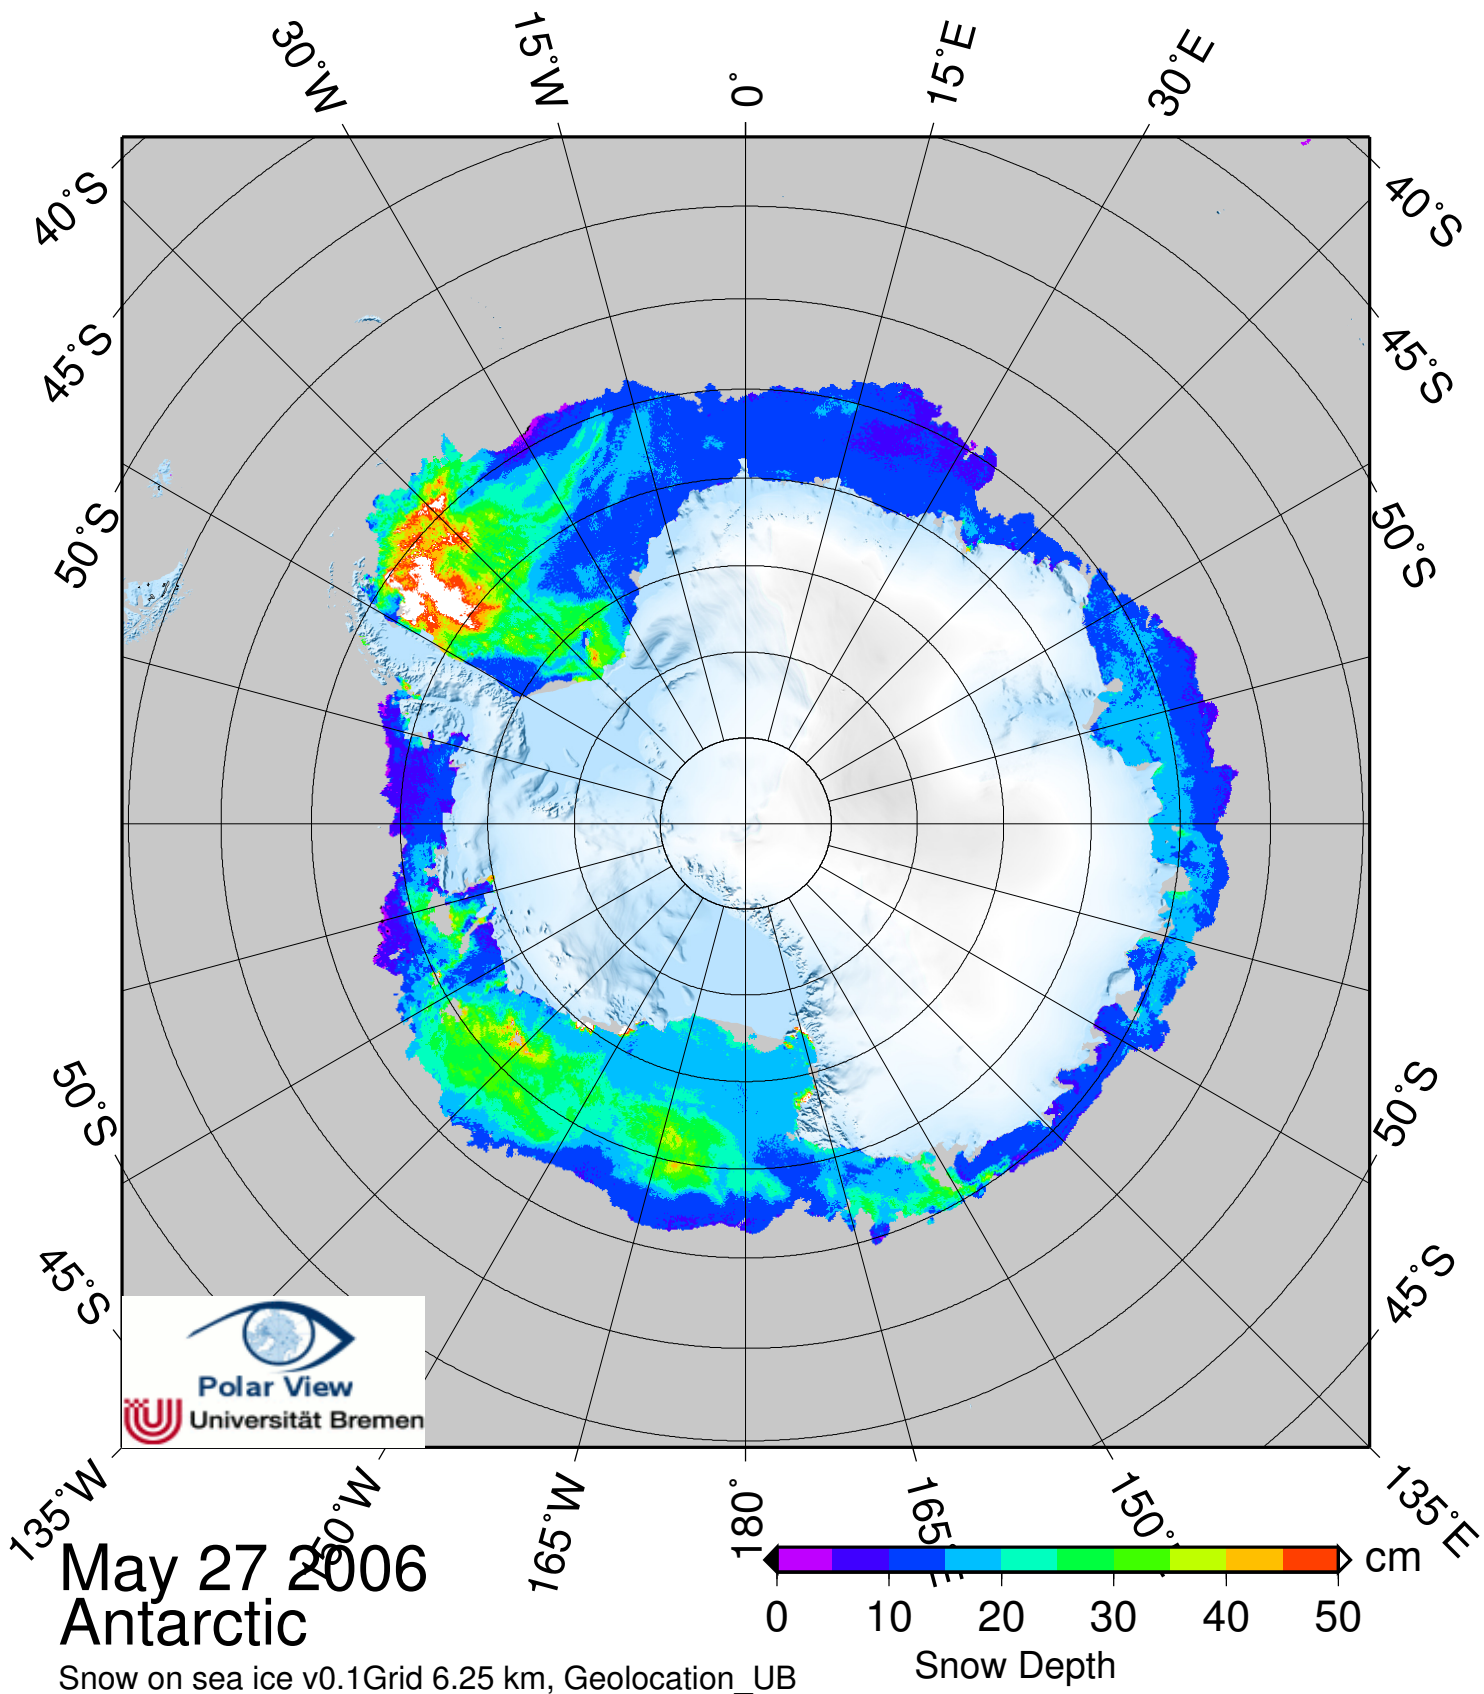 30°W
15°W
0°
15°E
30°E
40°S
40°S
45°S
45°S
50°S
50°S
50°S
50°S
45°S
45°S
Polar View
Universität Bremen
135°W
165°W
180°
135°E
May 27 2006
Antarctic
cm
0 10 20 30 40 50
Snow Depth
Snow on sea ice v0.1Grid 6.25 km, Geolocation_UB